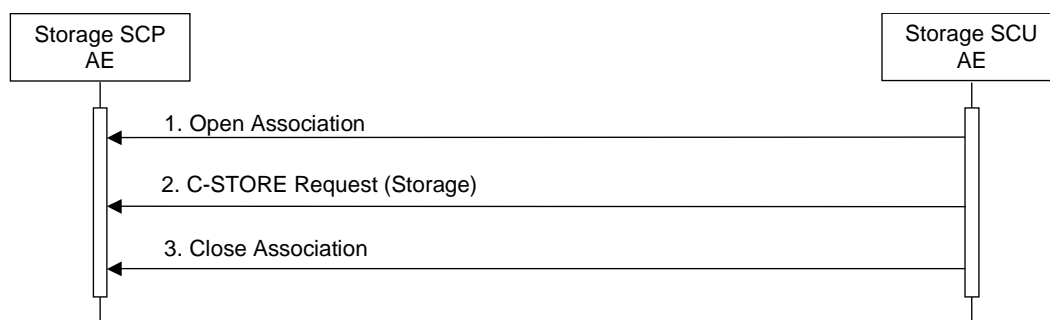 Storage SCP
AE
Storage SCU
AE
1. Open Association
2. C-STORE Request (Storage)
3. Close Association